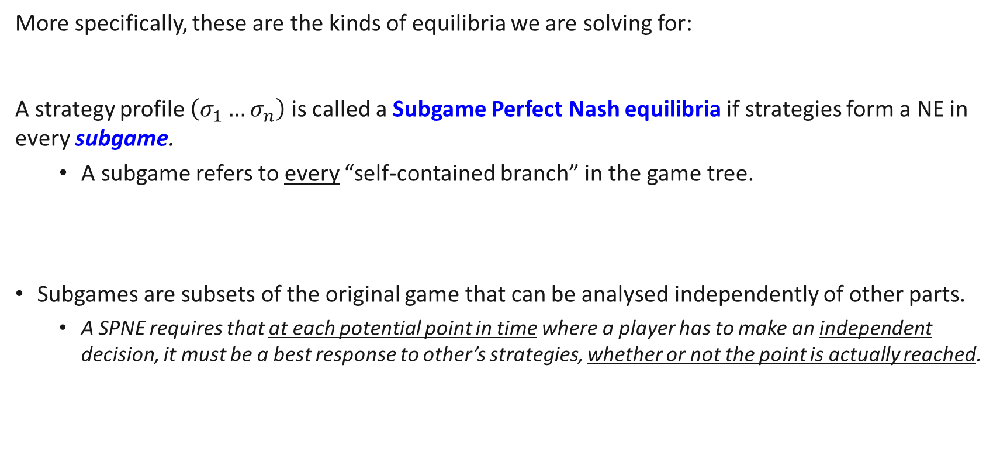 More specifically, these are the kinds of equilibria we are solving for:
A strategy profile (σ₁ … σₙ) is called a Subgame Perfect Nash equilibria if strategies form a NE in
every subgame.
• A subgame refers to every “self-contained branch” in the game tree.
• Subgames are subsets of the original game that can be analysed independently of other parts.
• A SPNE requires that at each potential point in time where a player has to make an independent
decision, it must be a best response to other’s strategies, whether or not the point is actually reached.